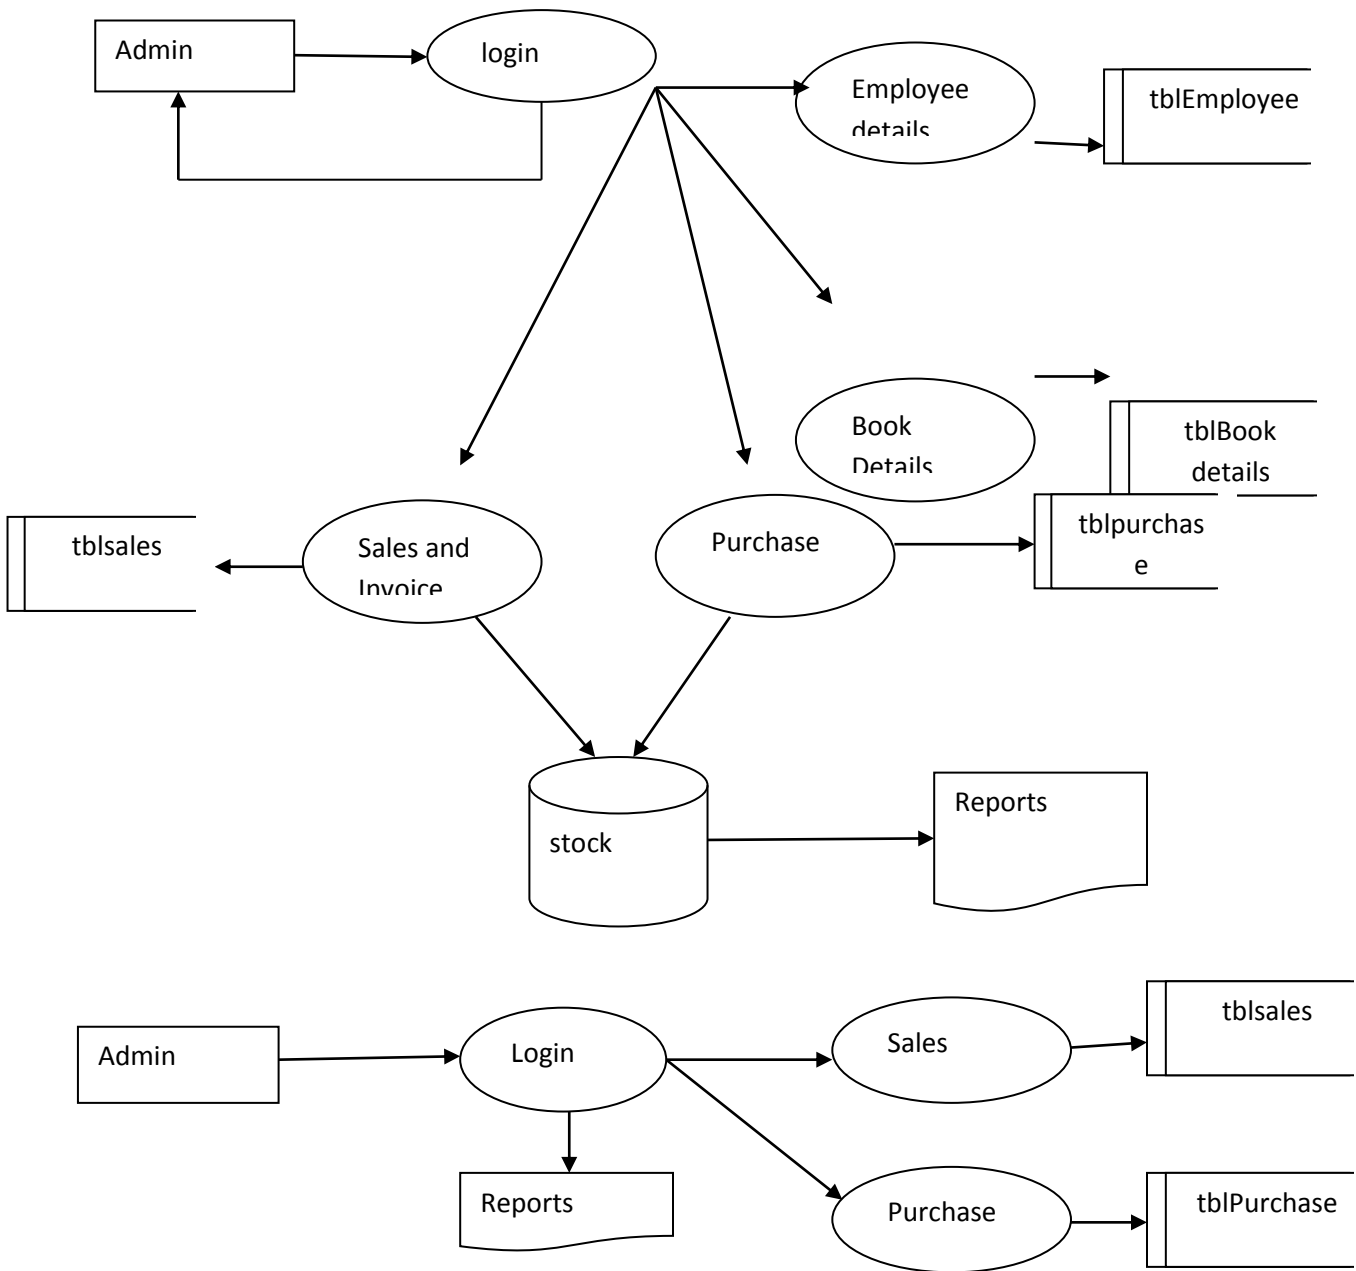 Admin
login
Employee
details
tblEmployee
Book
Details
tblBook
details
tblsales
Sales and
Invoice
Purchase
tblpurchas
e
stock
Reports
Admin
Login
Sales
tblsales
Reports
Purchase
tblPurchase